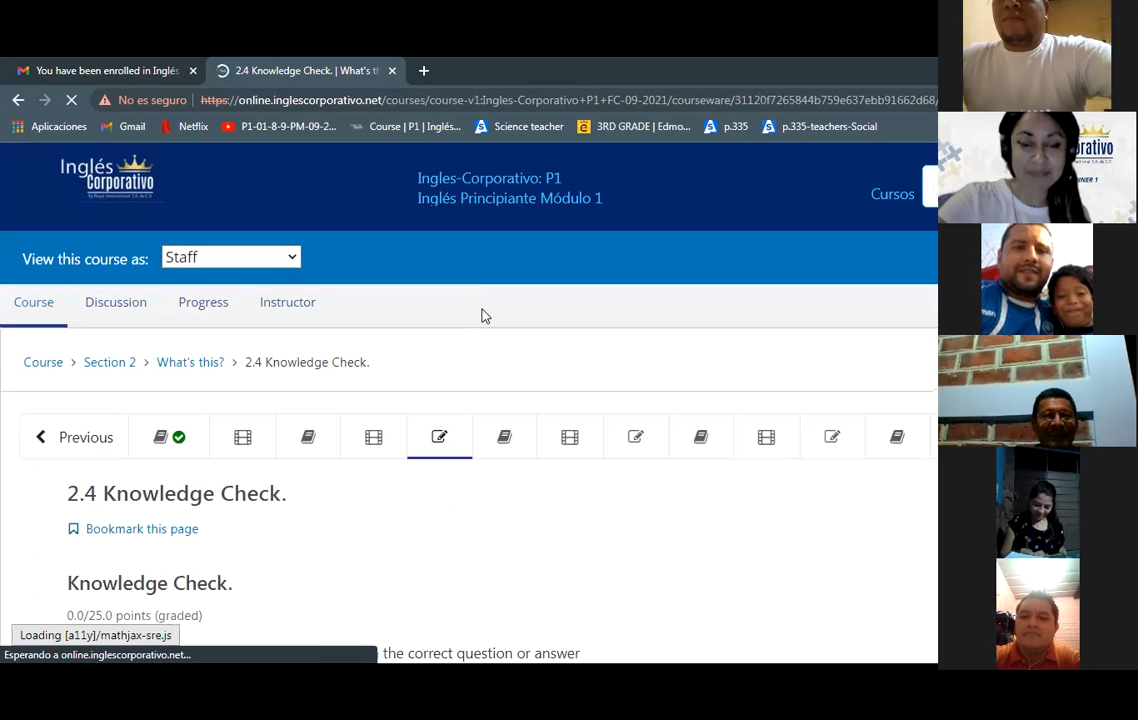 You have been enrolled in Inglés
2.4 Knowledge Check. | What's th
No es seguro
https://online.inglescorporativo.net/courses/course-v1:Ingles-Corporativo+P1+FC-09-2021/courseware/31120f7265844b759e637ebb91662d68/
Aplicaciones
Gmail
Netflix
P1-01-8-9-PM-09-2...
Course | P1 | Inglés...
Science teacher
3RD GRADE | Edmo...
p.335
p.335-teachers-Social
Inglés
Corporativo
Ingles-Corporativo: P1
Inglés Principiante Módulo 1
Cursos
rativo
NNER 1
View this course as:
Staff
Course
Discussion
Progress
Instructor
Course > Section 2 > What's this? > 2.4 Knowledge Check.
Previous
2.4 Knowledge Check.
Bookmark this page
Knowledge Check.
0.0/25.0 points (graded)
Loading [a11y]/mathjax-sre.js
Esperando a online.inglescorporativo.net...
the correct question or answer